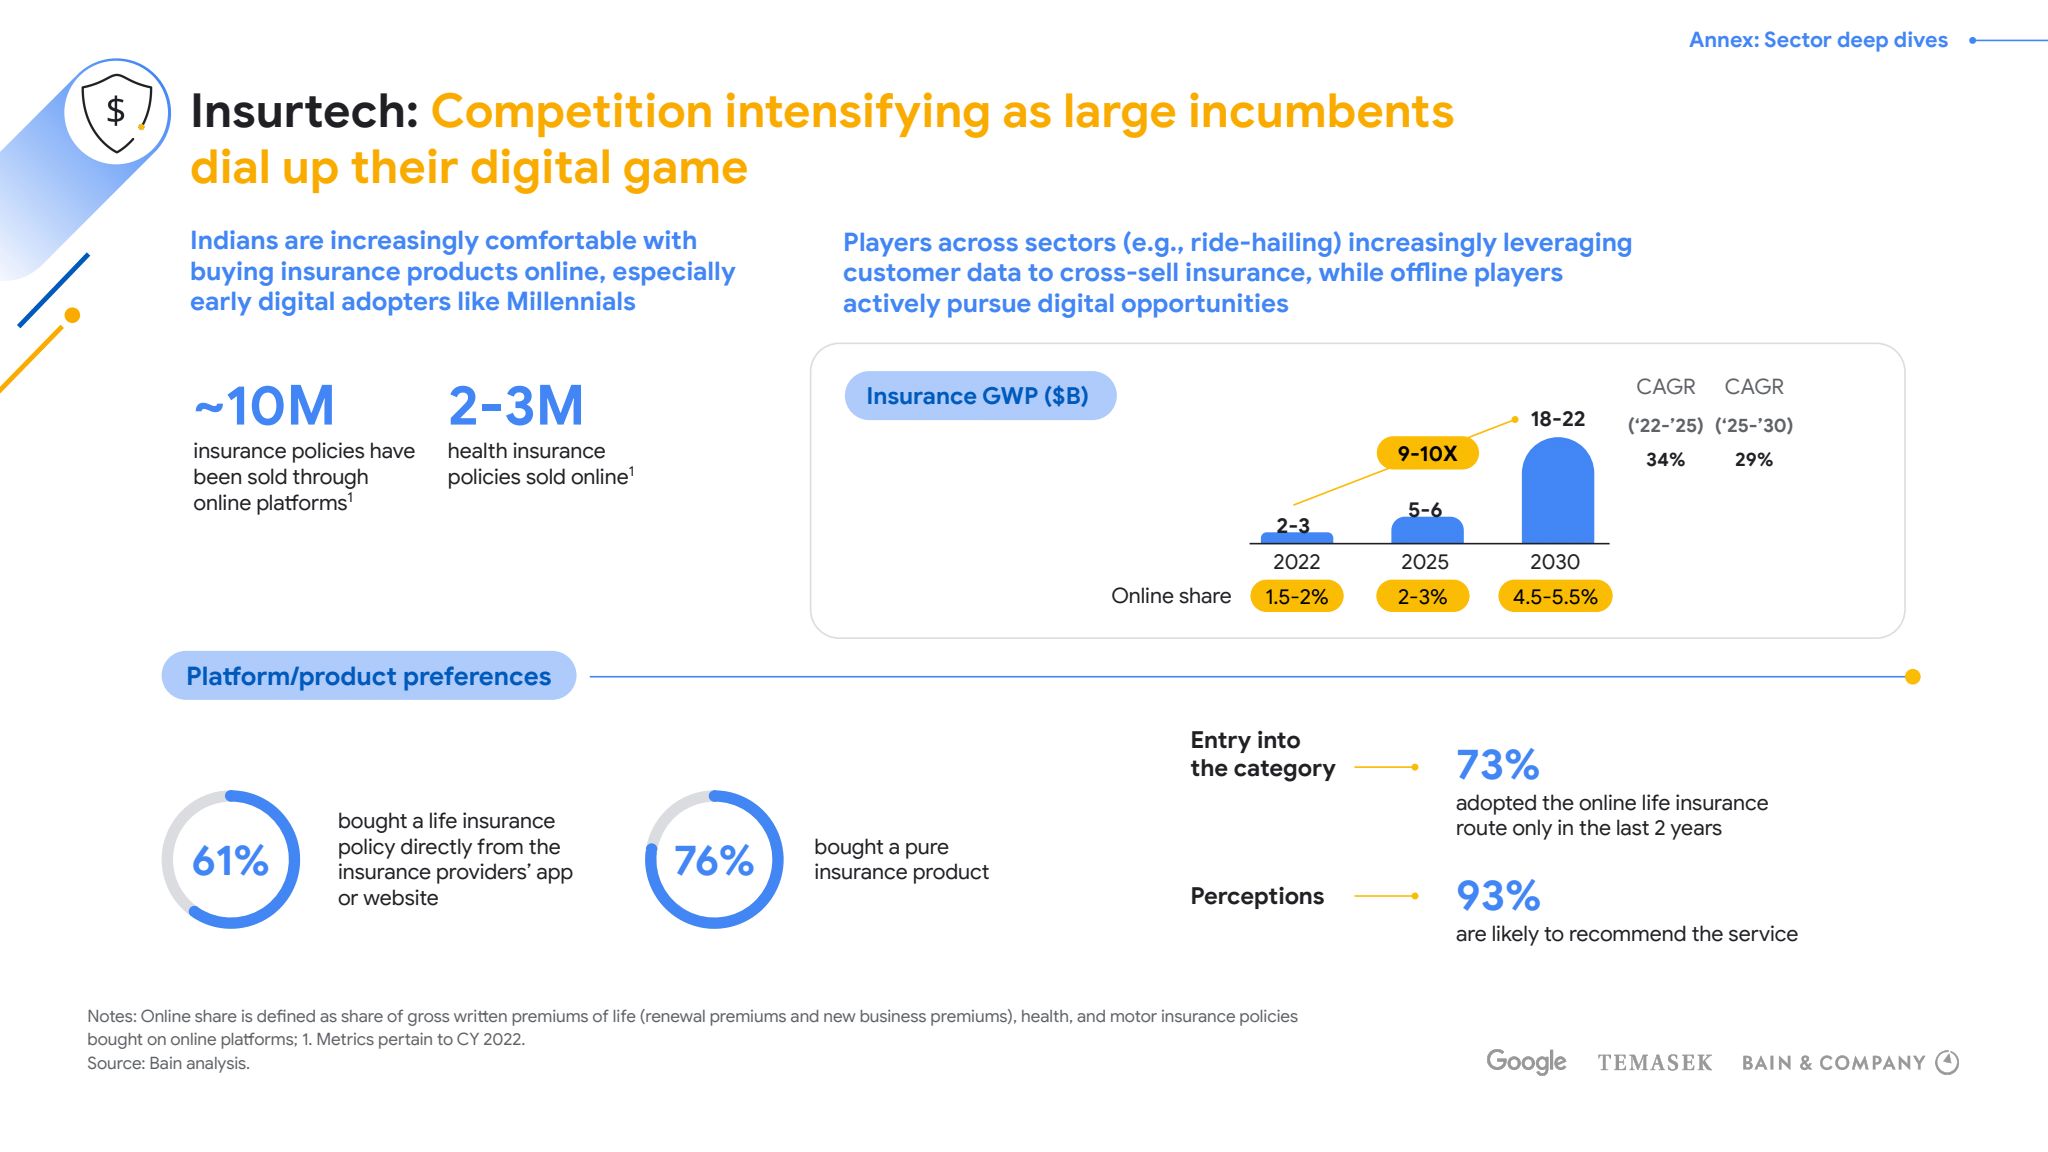 Annex: Sector deep dives
$
Insurtech: Competition intensifying as large incumbents
dial up their digital game
Indians are increasingly comfortable with
buying insurance products online, especially
early digital adopters like Millennials
Players across sectors (e.g., ride-hailing) increasingly leveraging
customer data to cross-sell insurance, while offline players
actively pursue digital opportunities
~10M
insurance policies have
been sold through
online platforms¹
2-3M
health insurance
policies sold online¹
Insurance GWP ($B)
9-10X
2-3
5-6
18-22
2022
2025
2030
Online share
1.5-2%
2-3%
4.5-5.5%
CAGR
CAGR
(‘22-’25)
(‘25-’30)
34%
29%
Platform/product preferences
61%
bought a life insurance
policy directly from the
insurance providers’ app
or website
76%
bought a pure
insurance product
Entry into
the category
73%
adopted the online life insurance
route only in the last 2 years
Perceptions
93%
are likely to recommend the service
Notes: Online share is defined as share of gross written premiums of life (renewal premiums and new business premiums), health, and motor insurance policies
bought on online platforms; 1. Metrics pertain to CY 2022.
Source: Bain analysis.
Google
TEMASEK
BAIN & COMPANY